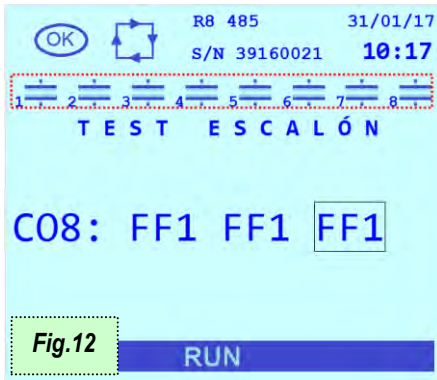 OK R8 485 31/01/17
S/N 39160021 10:17
1 2 3 4 5 6 7 8
TEST ESCALÓN
C08: FF1 FF1 FF1
Fig.12 RUN